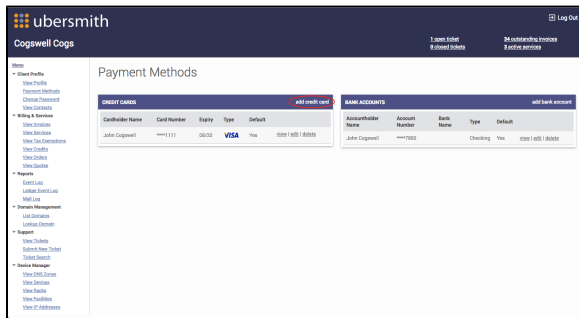 ubersmith
Log Out
Cogswell Cogs
1 open ticket
0 closed tickets
34 outstanding invoices
3 active services
Menu
Client Profile
View Profile
Payment Methods
Change Password
View Contacts
Billing & Services
View Invoices
View Services
View Tax Exemptions
View Credits
View Orders
View Quotes
Reports
Event Log
Ledger Event Log
Mail Log
Domain Management
List Domains
Lookup Domain
Support
View Tickets
Submit New Ticket
Ticket Search
Device Manager
View DNS Zones
View Devices
View Racks
View Facilities
View IP Addresses
Payment Methods
CREDIT CARDS add credit card
Cardholder Name Card Number Expiry Type Default
John Cogswell ****1111 08/20 VISA Yes view | edit | delete
BANK ACCOUNTS add bank account
Accountholder Name Account Number Bank Name Type Default
John Cogswell ****7890 Checking Yes view | edit | delete